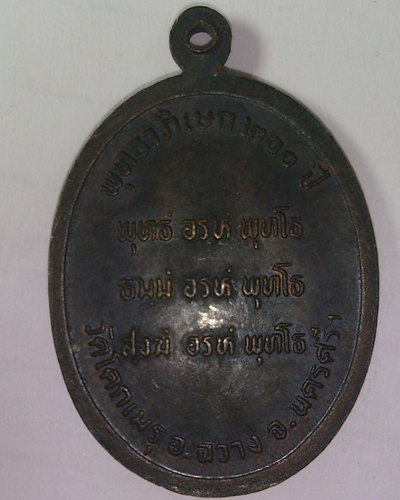 พุทธาภิเษก ๒๑๐๐ ปี
พุทธํ อรหํ พุทโธ
ธมฺมํ อรหํ พุทโธ
สงฆํ อรหํ พุทโธ
วัดโคกเมรุ อ. ฉวาง จ. นครศรีฯ